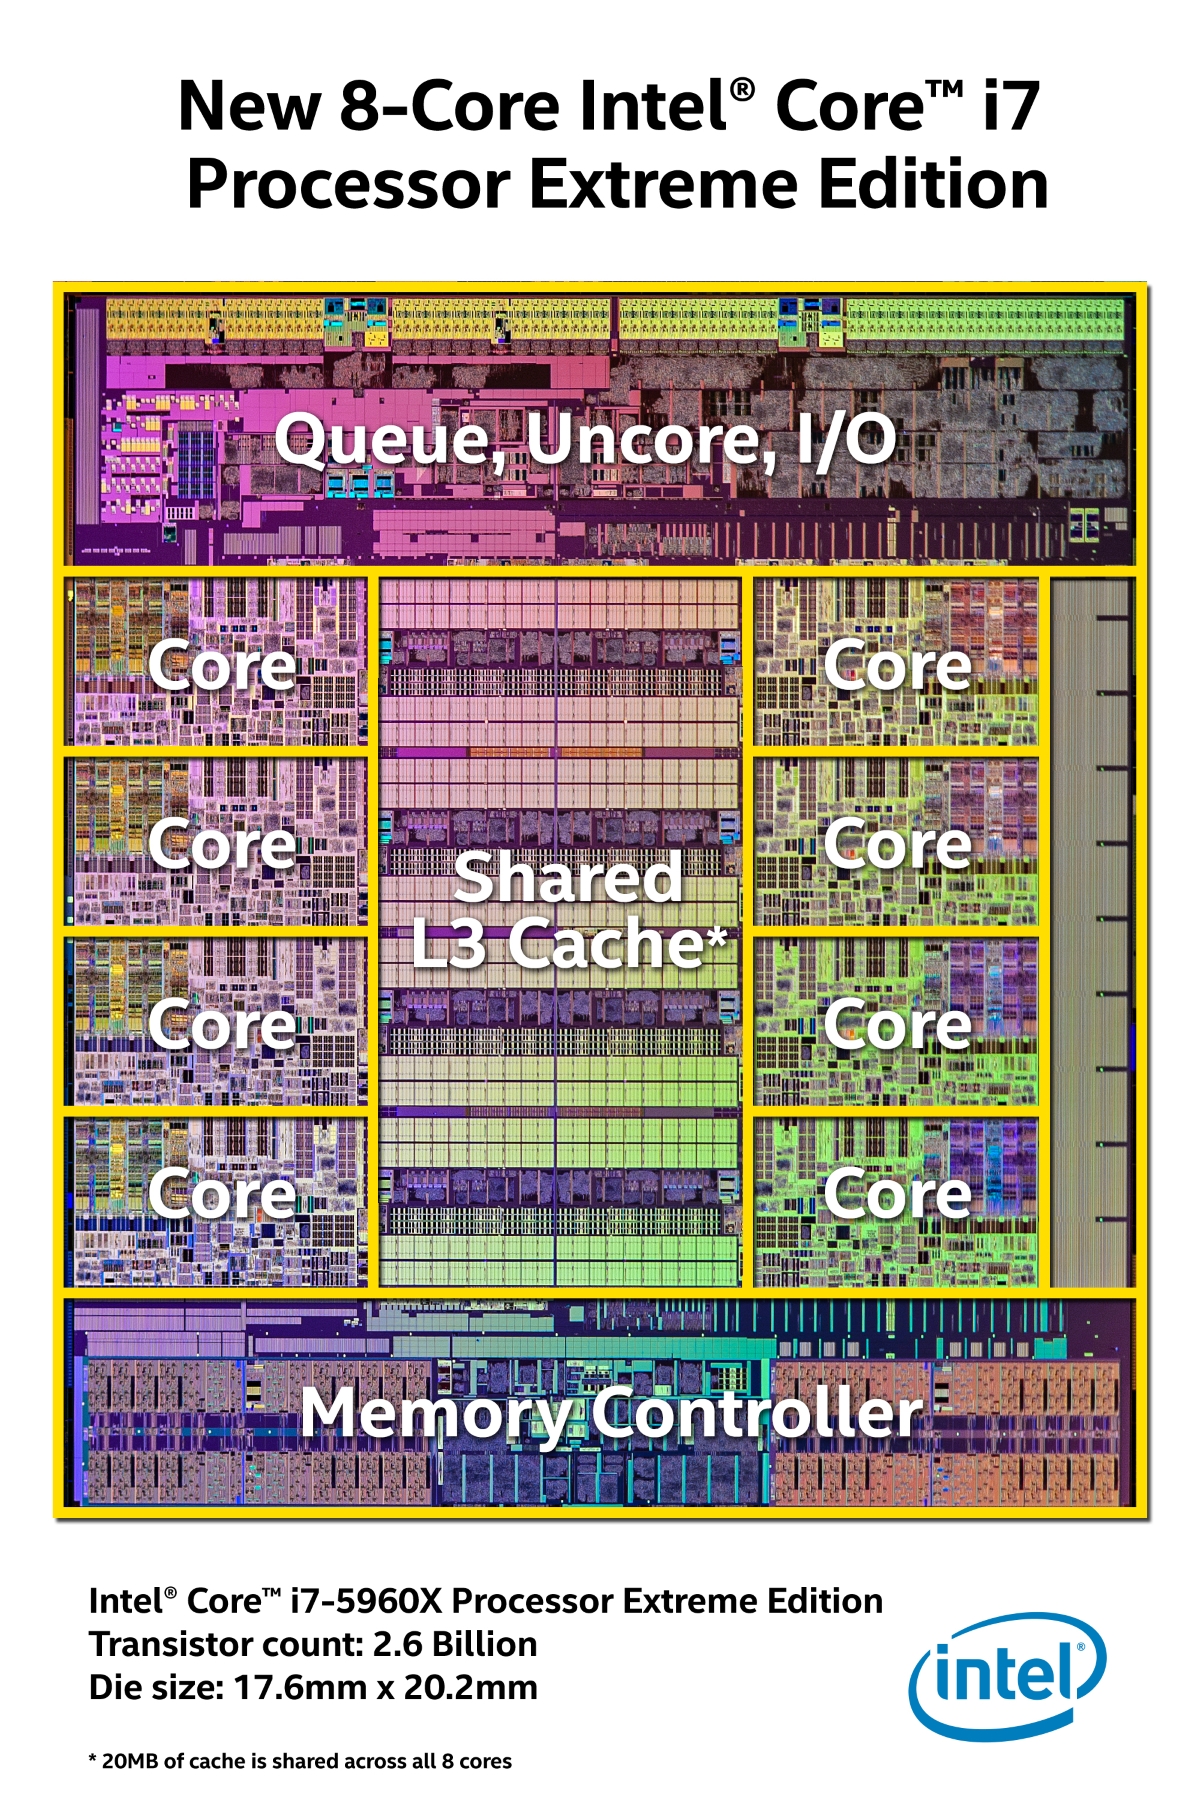 New 8-Core Intel® Core™ i7
Processor Extreme Edition
Queue, Uncore, I/O
Core
Core
Core
Core
Shared
L3 Cache*
Core
Core
Core
Core
Memory Controller
Intel® Core™ i7-5960X Processor Extreme Edition
Transistor count: 2.6 Billion
Die size: 17.6mm x 20.2mm
* 20MB of cache is shared across all 8 cores
intel®